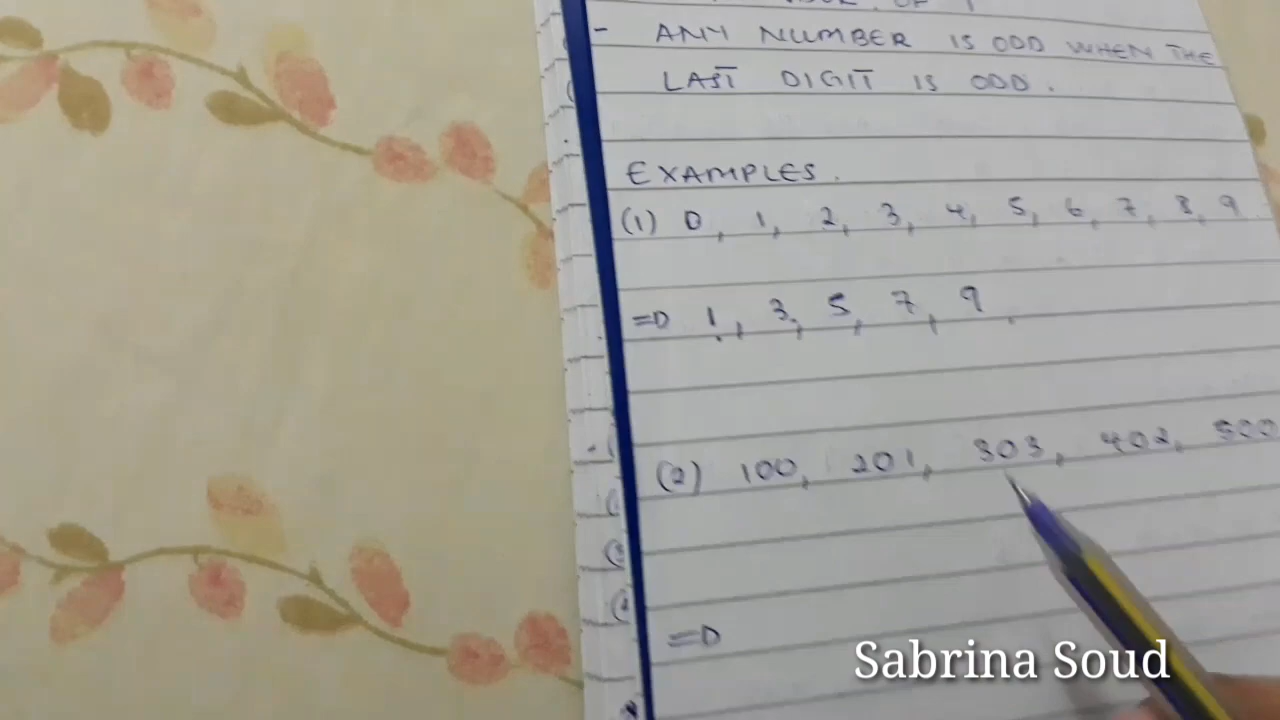 - ANY NUMBER IS ODD WHEN THE
LAST DIGIT IS ODD.
EXAMPLES.
(1) 0, 1, 2, 3, 4, 5, 6, 7, 8, 9
=D 1, 3, 5, 7, 9.
(2) 100, 201, 303, 402, 500
=D
Sabrina Soud